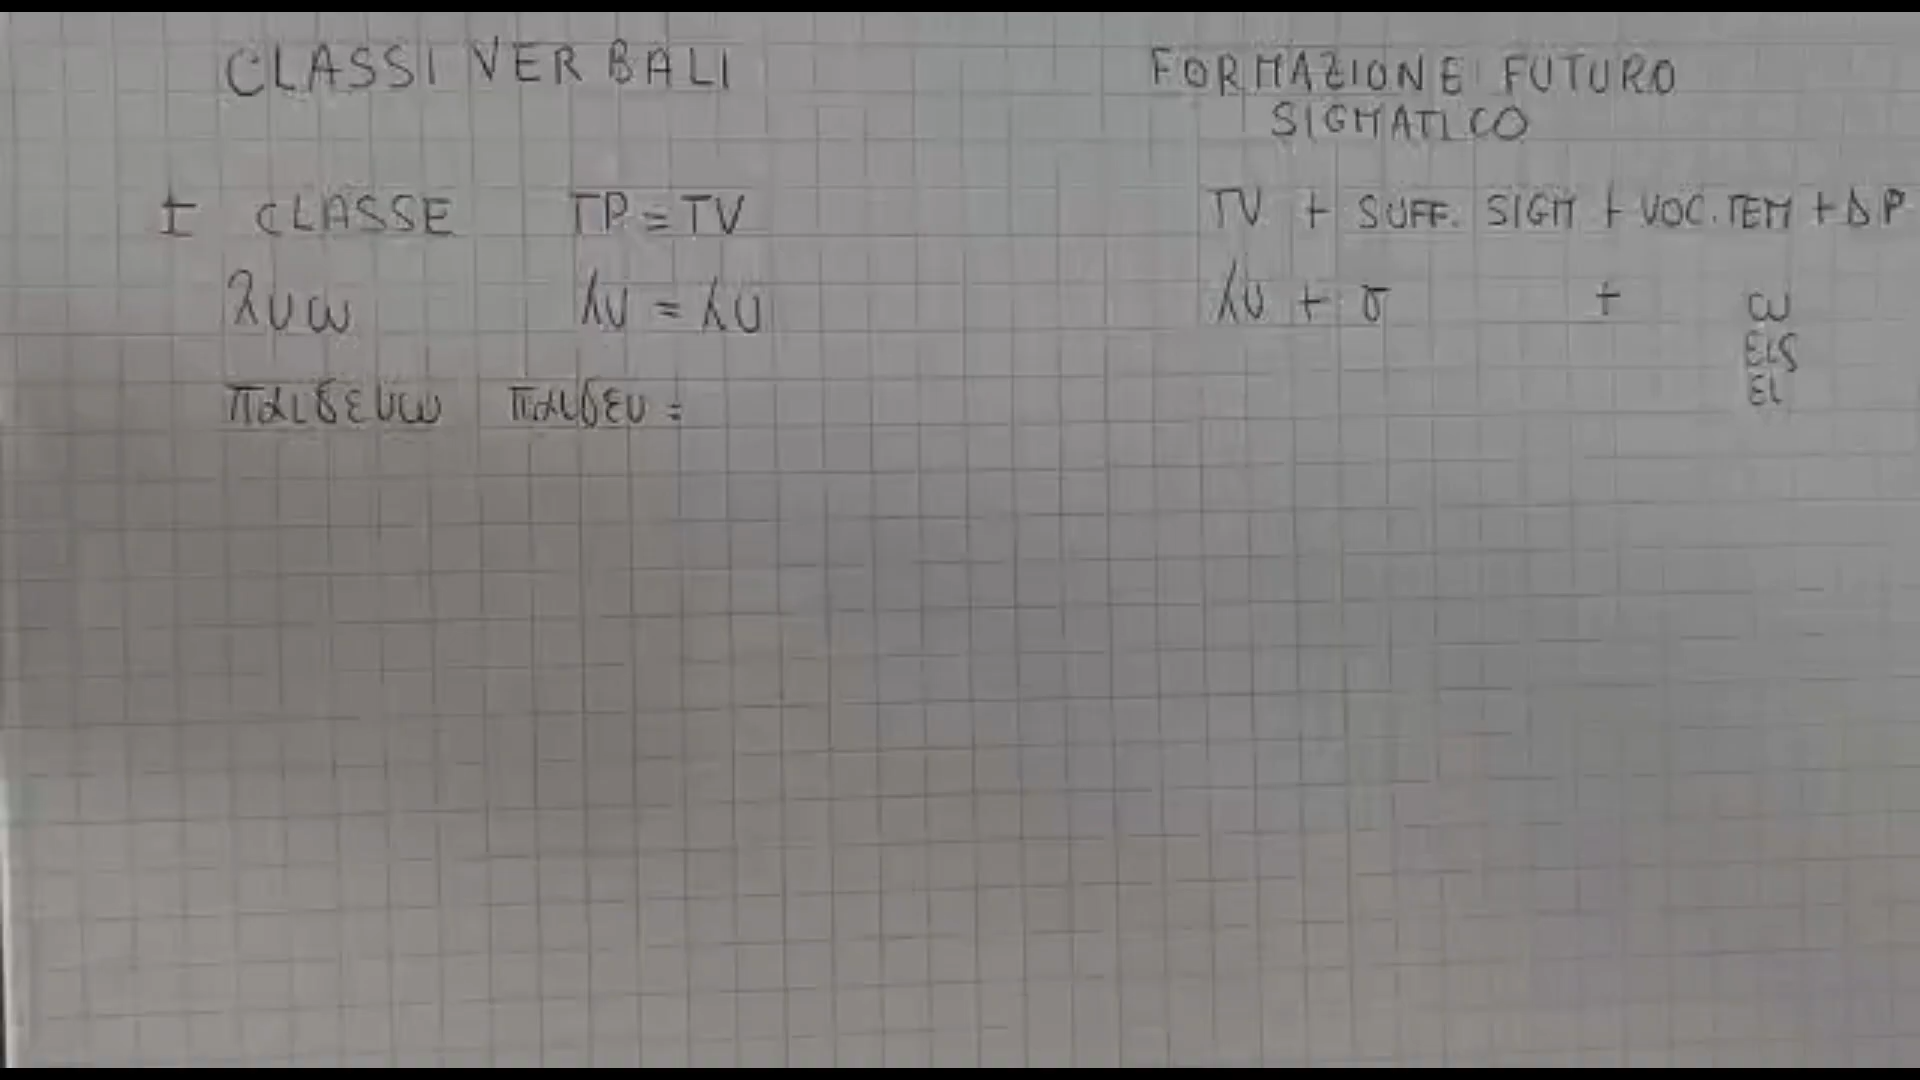 CLASSI VERBALI
I CLASSE TP = TV
λυω λυ = λυ
παιδευω παιδευ =
FORMAZIONE FUTURO
SIGMATICO
TV + SUFF. SIGM + VOC. TEM + DP
λυ + σ + ω
εις
ει